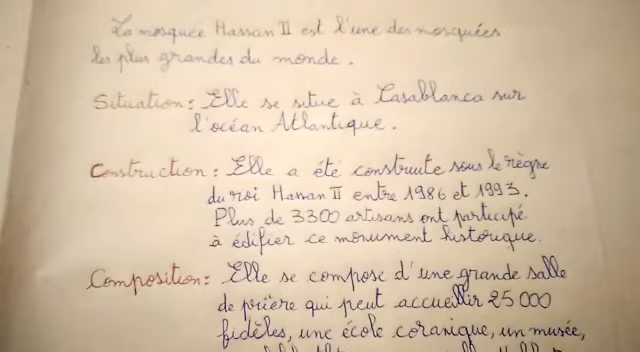 La mosquée Hassan II est l'une des mosquées
les plus grandes du monde.
Situation: Elle se situe à Casablanca sur
l'océan Atlantique.
Construction: Elle a été construite sous le règne
du roi Hassan II entre 1986 et 1993.
Plus de 3300 artisans ont participé
à édifier ce monument historique.
Composition: Elle se compose d'une grande salle
de prière qui peut accueillir 25 000
fidèles, une école coranique, un musée,